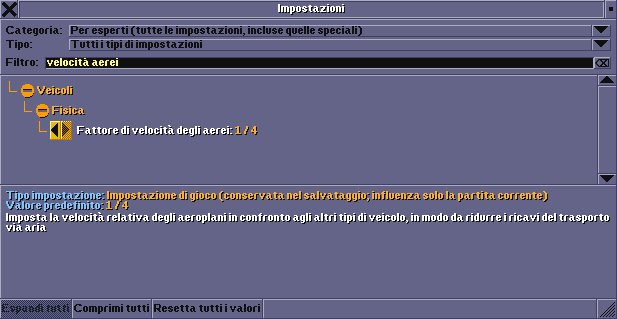 Impostazioni
Categoria: Per esperti (tutte le impostazioni, incluse quelle speciali)
Tipo: Tutti i tipi di impostazioni
Filtro: velocità aerei
Veicoli
Fisica
Fattore di velocità degli aerei: 1 / 4
Tipo impostazione: Impostazione di gioco (conservata nel salvataggio; influenza solo la partita corrente)
Valore predefinito: 1 / 4
Imposta la velocità relativa degli aeroplani in confronto agli altri tipi di veicolo, in modo da ridurre i ricavi del trasporto
via aria
Espandi tutti Comprimi tutti Resetta tutti i valori